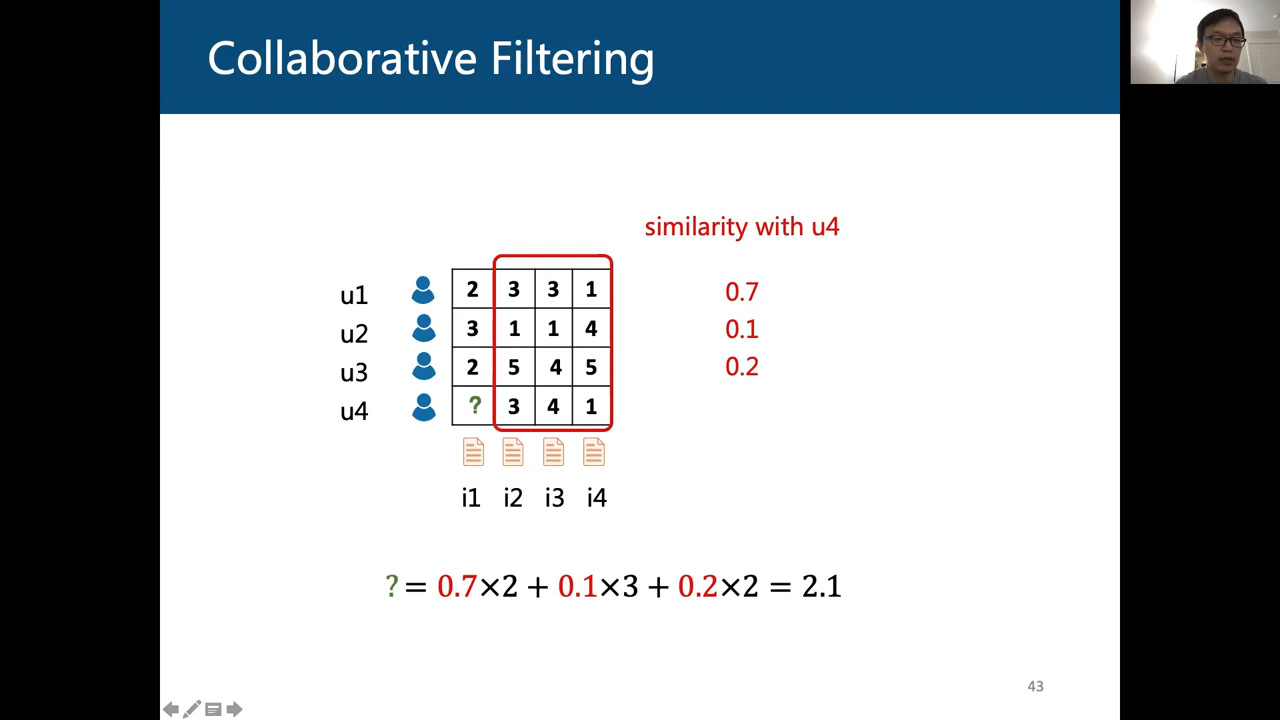 Collaborative Filtering
similarity with u4
u1 2 3 3 1 0.7
u2 3 1 1 4 0.1
u3 2 5 4 5 0.2
u4 ? 3 4 1
i1 i2 i3 i4
? = 0.7×2 + 0.1×3 + 0.2×2 = 2.1
43